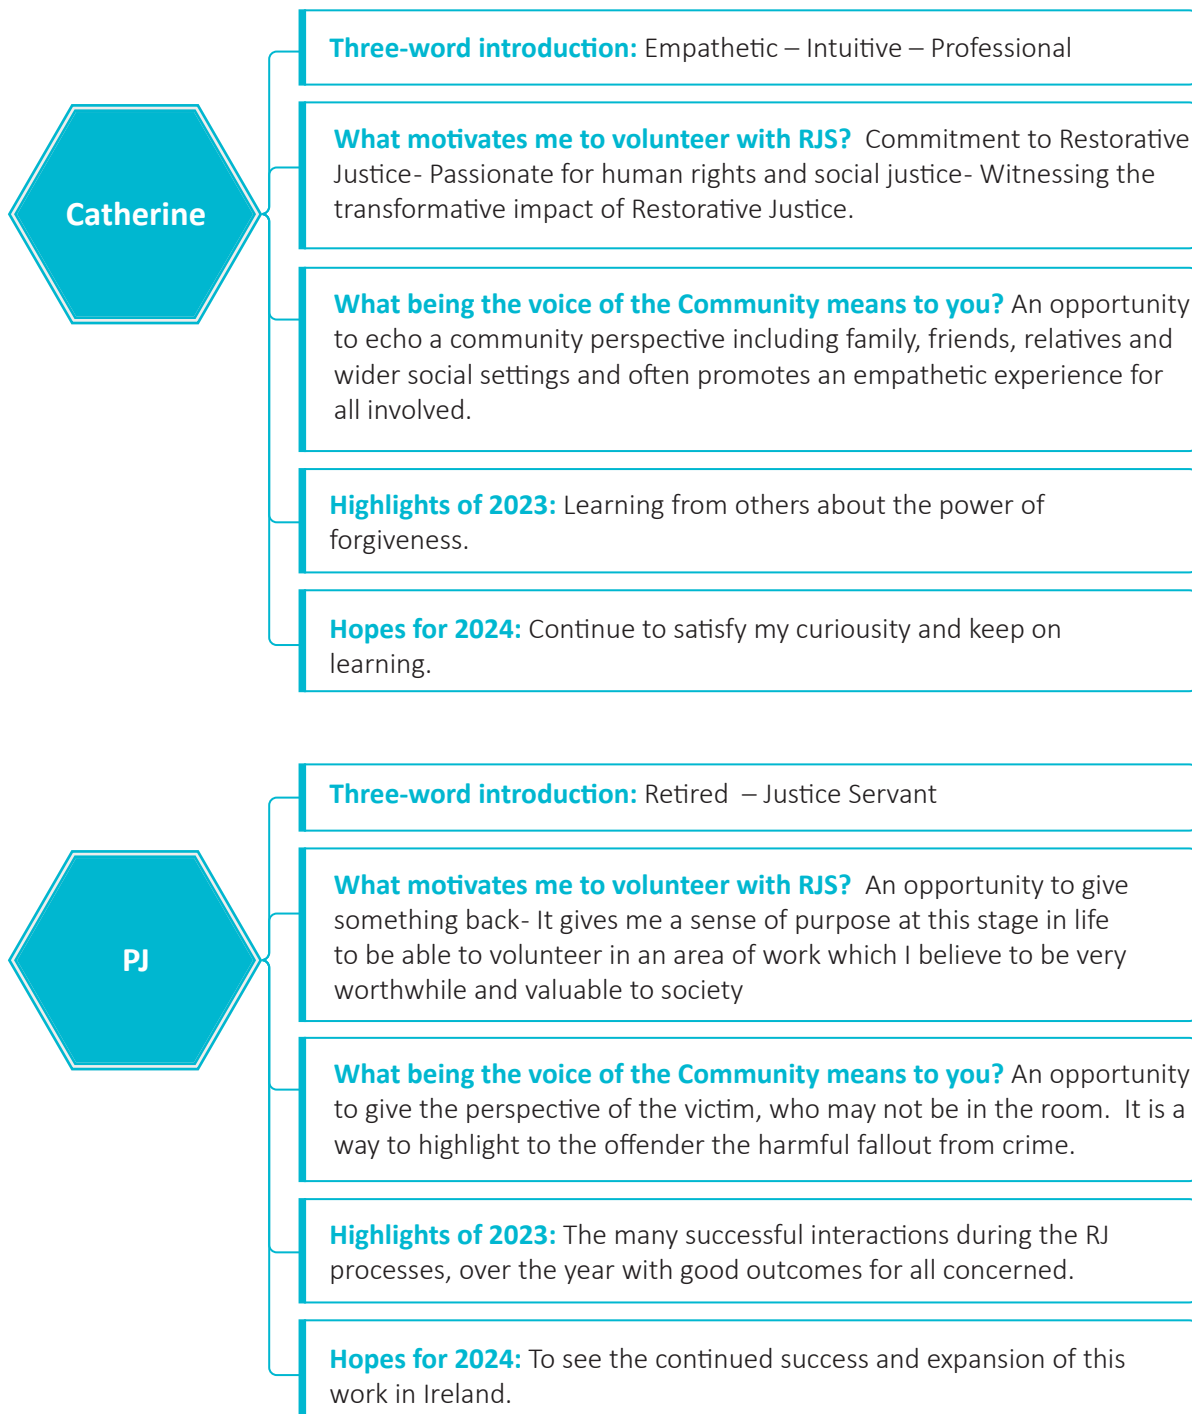 Three-word introduction: Empathetic – Intuitive – Professional
Catherine
What motivates me to volunteer with RJS?  Commitment to Restorative
Justice- Passionate for human rights and social justice- Witnessing the
transformative impact of Restorative Justice.
What being the voice of the Community means to you? An opportunity
to echo a community perspective including family, friends, relatives and
wider social settings and often promotes an empathetic experience for
all involved.
Highlights of 2023: Learning from others about the power of
forgiveness.
Hopes for 2024: Continue to satisfy my curiousity and keep on
learning.
Three-word introduction: Retired  – Justice Servant
PJ
What motivates me to volunteer with RJS?  An opportunity to give
something back- It gives me a sense of purpose at this stage in life
to be able to volunteer in an area of work which I believe to be very
worthwhile and valuable to society
What being the voice of the Community means to you? An opportunity
to give the perspective of the victim, who may not be in the room.  It is a
way to highlight to the offender the harmful fallout from crime.
Highlights of 2023: The many successful interactions during the RJ
processes, over the year with good outcomes for all concerned.
Hopes for 2024: To see the continued success and expansion of this
work in Ireland.